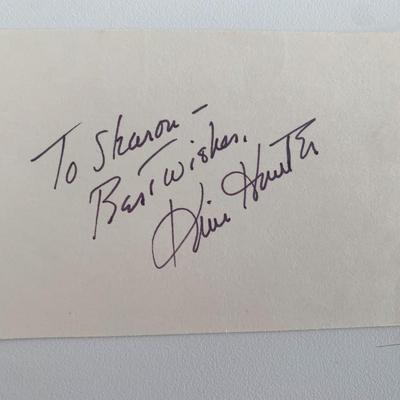 To Sharon -
Best Wishes,
Kim Hunter